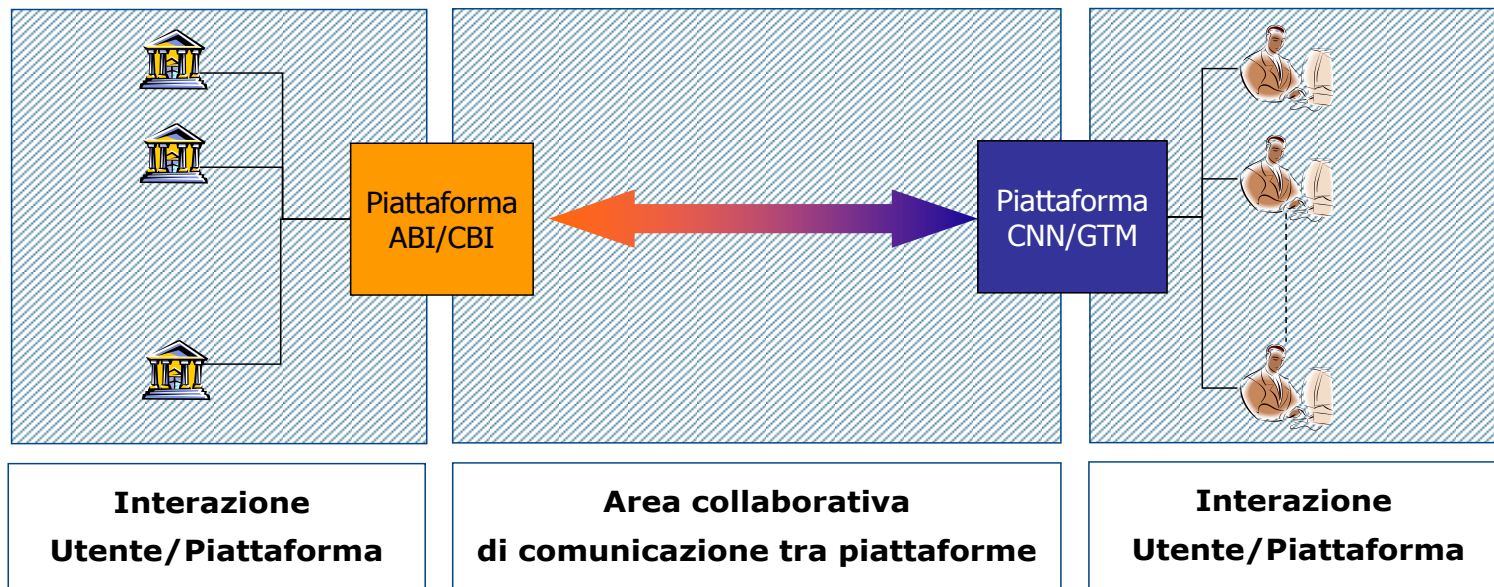 Piattaforma
ABI/CBI
Piattaforma
CNN/GTM
Interazione
Utente/Piattaforma
Area collaborativa
di comunicazione tra piattaforme
Interazione
Utente/Piattaforma